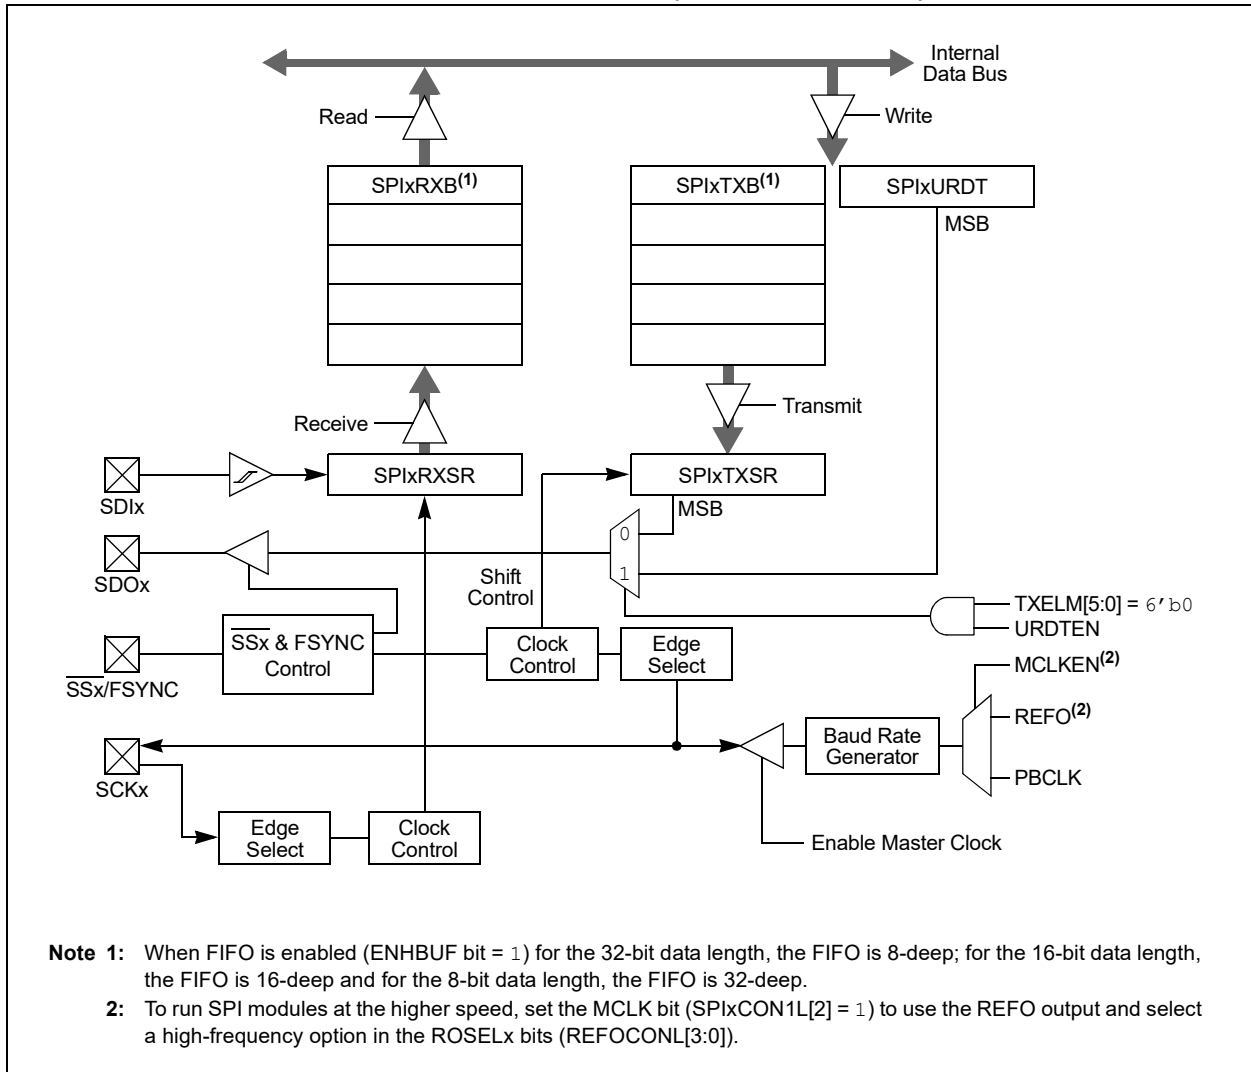 Internal
Data Bus
Read
Write
SPIxRXB(1)
SPIxTXB(1)
SPIxURDT
MSB
Receive
Transmit
SDIx
SPIxRXSR
SPIxTXSR
MSB
0
SDOx
1
Shift
Control
TXELM[5:0] = 6'b0
URDTEN
SSx & FSYNC
Control
Clock
Control
Edge
Select
SSx/FSYNC
MCLKEN(2)
REFO(2)
Baud Rate
Generator
PBCLK
SCKx
Edge
Select
Clock
Control
Enable Master Clock
Note 1: When FIFO is enabled (ENHBUF bit = 1) for the 32-bit data length, the FIFO is 8-deep; for the 16-bit data length,
the FIFO is 16-deep and for the 8-bit data length, the FIFO is 32-deep.
2: To run SPI modules at the higher speed, set the MCLK bit (SPIxCON1L[2] = 1) to use the REFO output and select
a high-frequency option in the ROSELx bits (REFOCONL[3:0]).